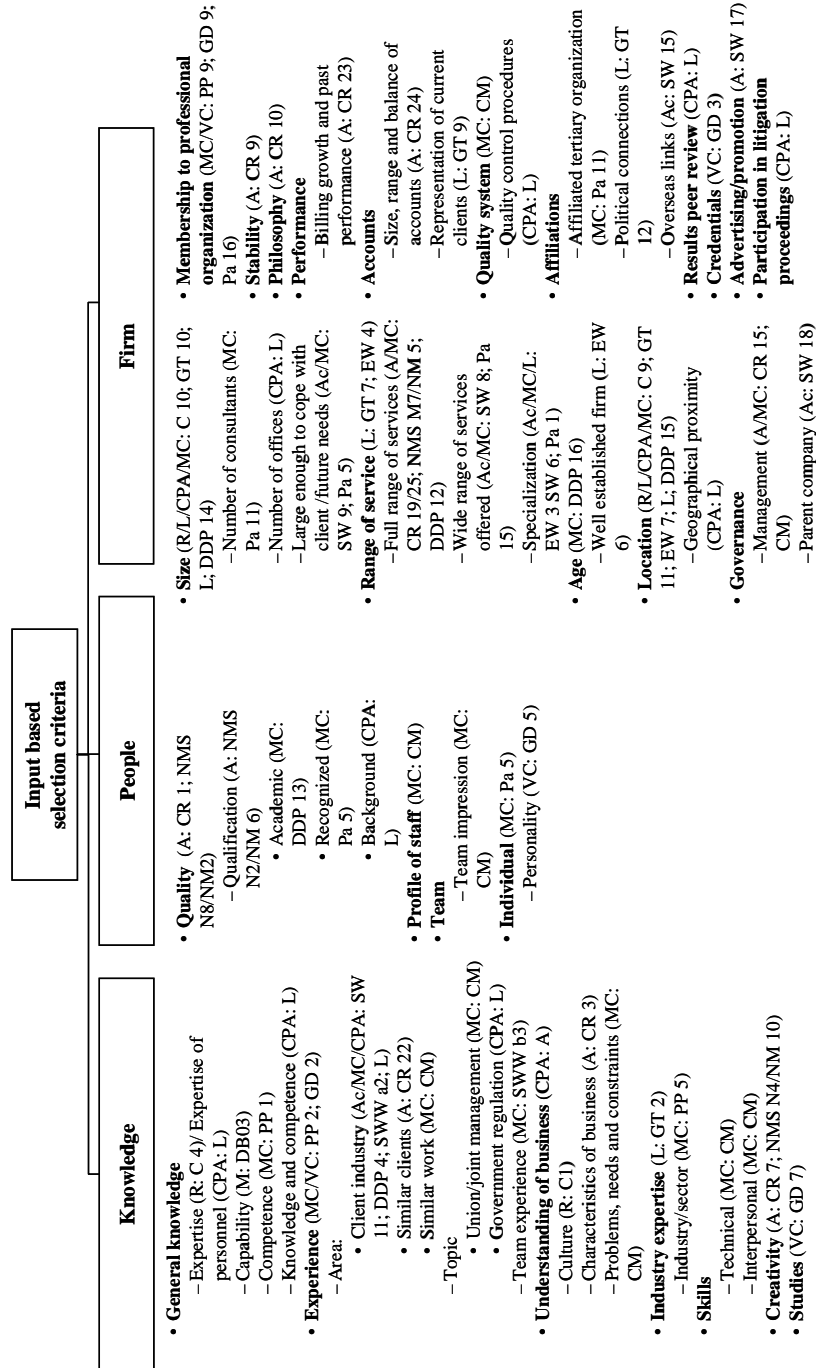 Input based
selection criteria
Knowledge
• General knowledge
– Expertise (R: C 4)/ Expertise of
personnel (CPA: L)
– Capability (M: DB03)
– Competence (MC: PP 1)
– Knowledge and competence (CPA: L)
• Experience (MC/VC: PP 2; GD 2)
– Area:
• Client industry (Ac/MC/CPA: SW
11; DDP 4; SWW a2; L)
• Similar clients (A: CR 22)
• Similar work (MC: CM)
– Topic
• Union/joint management (MC: CM)
• Government regulation (CPA: L)
– Team experience (MC: SWW b3)
• Understanding of business (CPA: A)
– Culture (R: C1)
– Characteristics of business (A: CR 3)
– Problems, needs and constraints (MC:
CM)
• Industry expertise (L: GT 2)
– Industry/sector (MC: PP 5)
• Skills
– Technical (MC: CM)
– Interpersonal (MC: CM)
• Creativity (A: CR 7; NMS N4/NM 10)
• Studies (VC: GD 7)
People
• Quality (A: CR 1; NMS
N8/NM2)
– Qualification (A: NMS
N2/NM 6)
• Academic (MC:
DDP 13)
• Recognized (MC:
Pa 5)
• Background (CPA:
L)
• Profile of staff (MC: CM)
• Team
– Team impression (MC:
CM)
• Individual (MC: Pa 5)
– Personality (VC: GD 5)
Firm
• Size (R/L/CPA/MC: C 10; GT 10;
L; DDP 14)
– Number of consultants (MC:
Pa 11)
– Number of offices (CPA: L)
– Large enough to cope with
client /future needs (Ac/MC:
SW 9; Pa 5)
• Range of service (L: GT 7; EW 4)
– Full range of services (A/MC:
CR 19/25; NMS M7/NM 5;
DDP 12)
– Wide range of services
offered (Ac/MC: SW 8; Pa
15)
– Specialization (Ac/MC/L:
EW 3 SW 6; Pa 1)
• Age (MC: DDP 16)
– Well established firm (L: EW
6)
• Location (R/L/CPA/MC: C 9; GT
11; EW 7; L; DDP 15)
– Geographical proximity
(CPA: L)
• Governance
– Management (A/MC: CR 15;
CM)
– Parent company (Ac: SW 18)
• Membership to professional
organization (MC/VC: PP 9; GD 9;
Pa 16)
• Stability (A: CR 9)
• Philosophy (A: CR 10)
• Performance
– Billing growth and past
performance (A: CR 23)
• Accounts
– Size, range and balance of
accounts (A: CR 24)
– Representation of current
clients (L: GT 9)
• Quality system (MC: CM)
– Quality control procedures
(CPA: L)
• Affiliations
– Affiliated tertiary organization
(MC: Pa 11)
– Political connections (L: GT
12)
– Overseas links (Ac: SW 15)
• Results peer review (CPA: L)
• Credentials (VC: GD 3)
• Advertising/promotion (A: SW 17)
• Participation in litigation
proceedings (CPA: L)